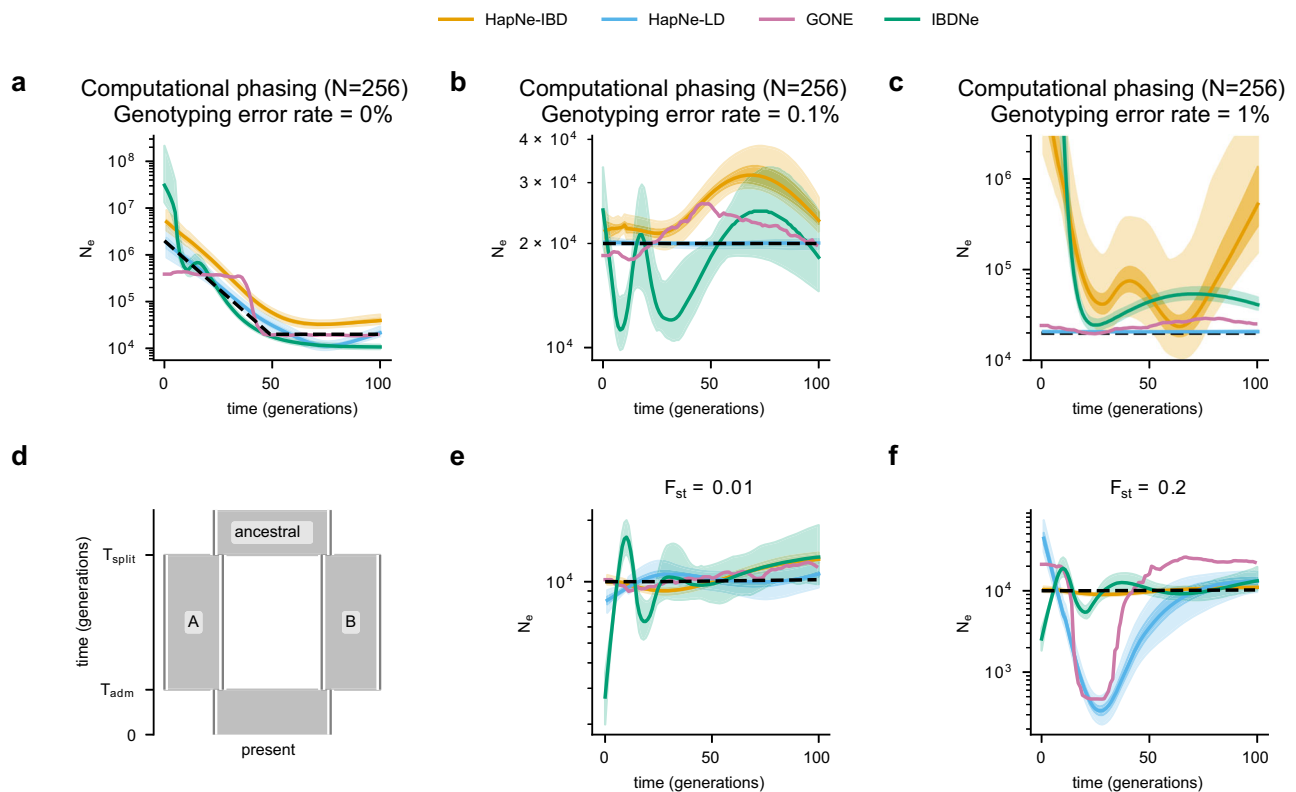 HapNe-IBD HapNe-LD GONE IBDNe
a
Computational phasing (N=256)
Genotyping error rate = 0%
10⁸
10⁷
10⁶
10⁵
10⁴
Nₑ
0 50 100
time (generations)
b
Computational phasing (N=256)
Genotyping error rate = 0.1%
4 × 10⁴
3 × 10⁴
2 × 10⁴
10⁴
Nₑ
0 50 100
time (generations)
c
Computational phasing (N=256)
Genotyping error rate = 1%
10⁶
10⁵
10⁴
Nₑ
0 50 100
time (generations)
d
time (generations)
T_split
T_adm
0
ancestral
A
B
present
e
F_st = 0.01
10⁴
Nₑ
0 50 100
time (generations)
f
F_st = 0.2
10⁴
10³
Nₑ
0 50 100
time (generations)